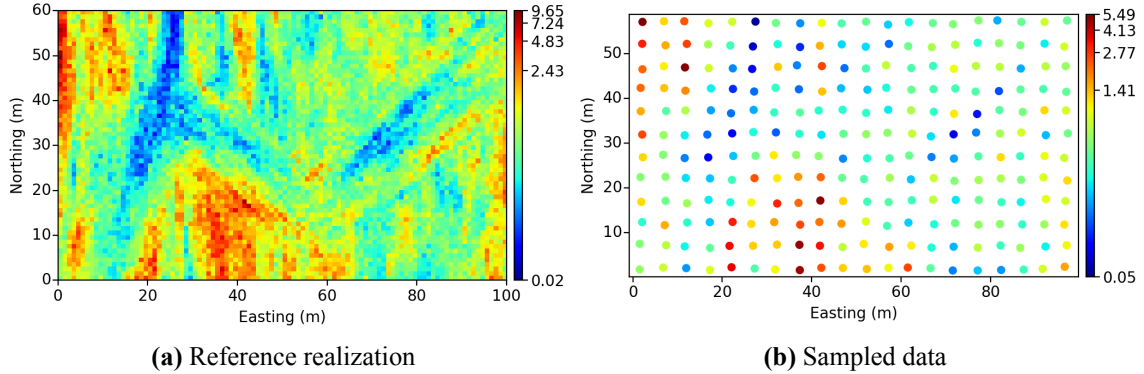 60
50
40
30
20
10
0
Northing (m)
0 20 40 60 80 100
Easting (m)
9.65
7.24
4.83
2.43
0.02
(a) Reference realization
50
40
30
20
10
Northing (m)
0 20 40 60 80
Easting (m)
5.49
4.13
2.77
1.41
0.05
(b) Sampled data